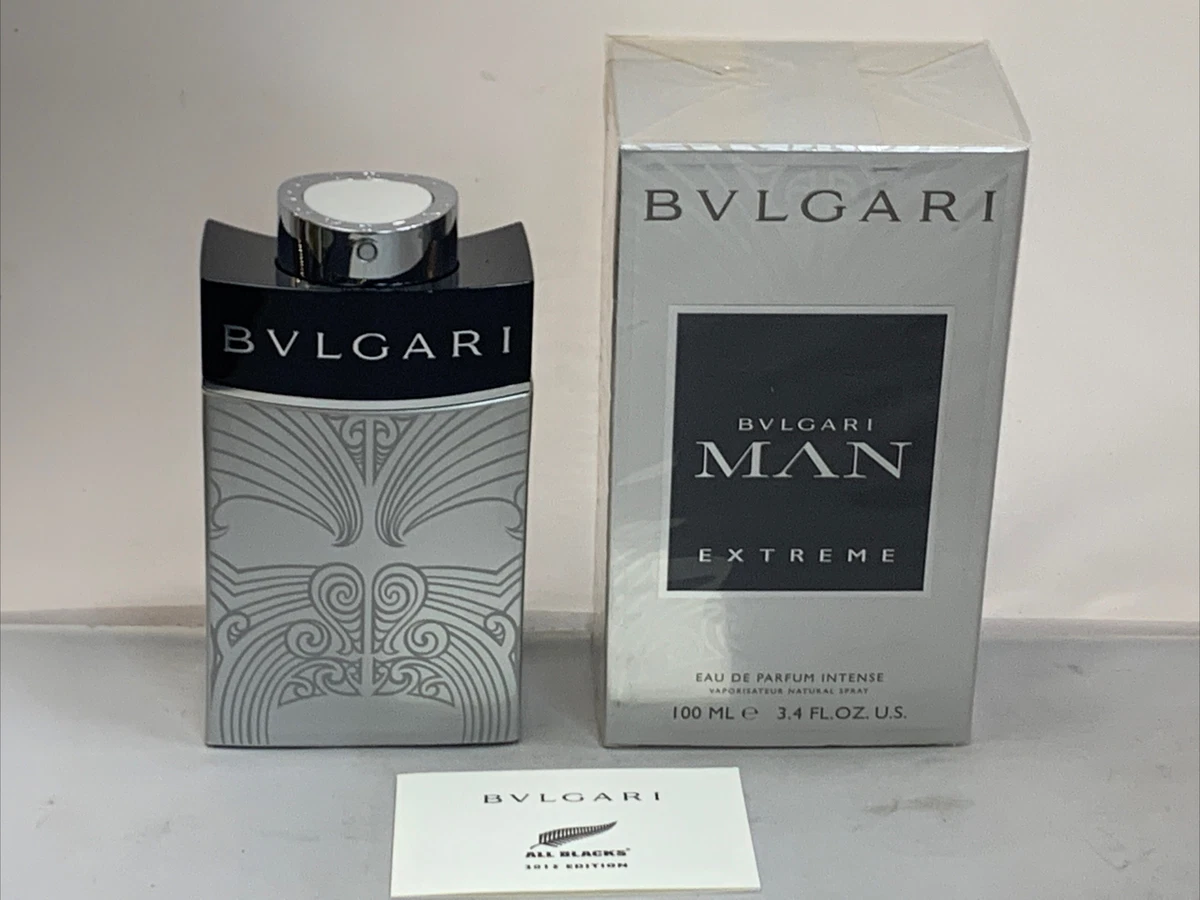 BVLGARI
BVLGARI
BVLGARI
MAN
EXTREME
EAU DE PARFUM INTENSE
VAPORISATEUR NATURAL SPRAY
100 ML ℮ 3.4 FL.OZ. U.S.
BVLGARI
ALL BLACKS
EDITION